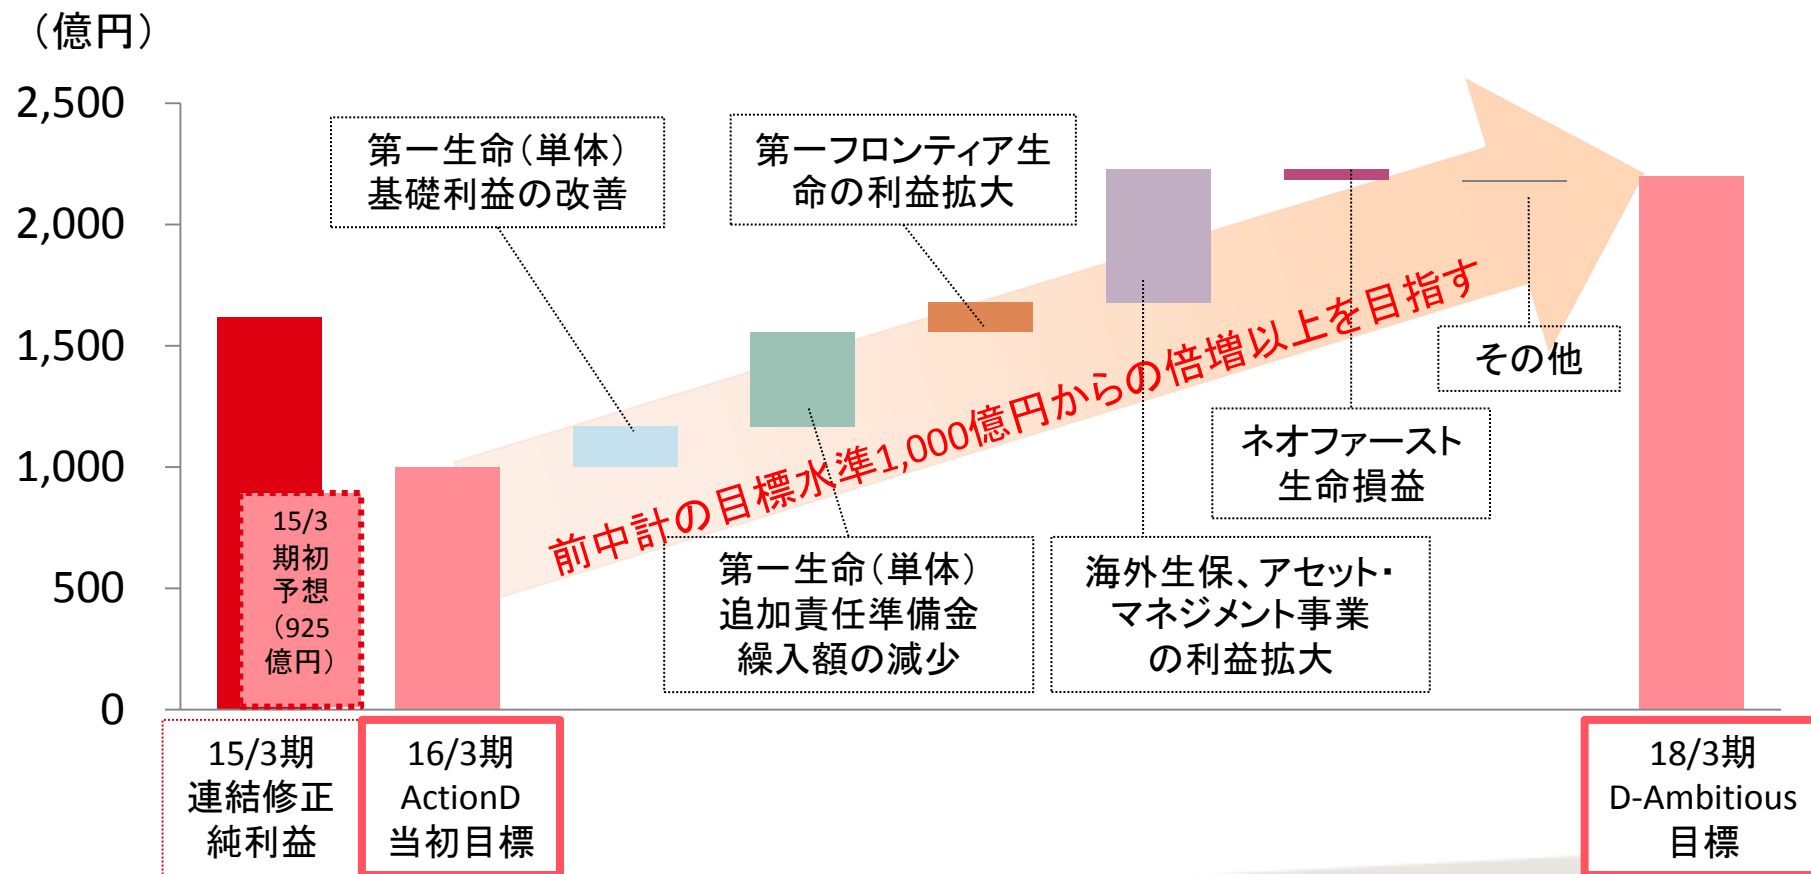 （億円）
2,500
2,000
1,500
1,000
500
0
第一生命（単体）
基礎利益の改善
第一フロンティア生
命の利益拡大
前中計の目標水準1,000億円からの倍増以上を目指す
その他
ネオファースト
生命損益
15/3
期初
予想
（925
億円）
第一生命（単体）
追加責任準備金
繰入額の減少
海外生保、アセット・
マネジメント事業
の利益拡大
15/3期
連結修正
純利益
16/3期
ActionD
当初目標
18/3期
D-Ambitious
目標